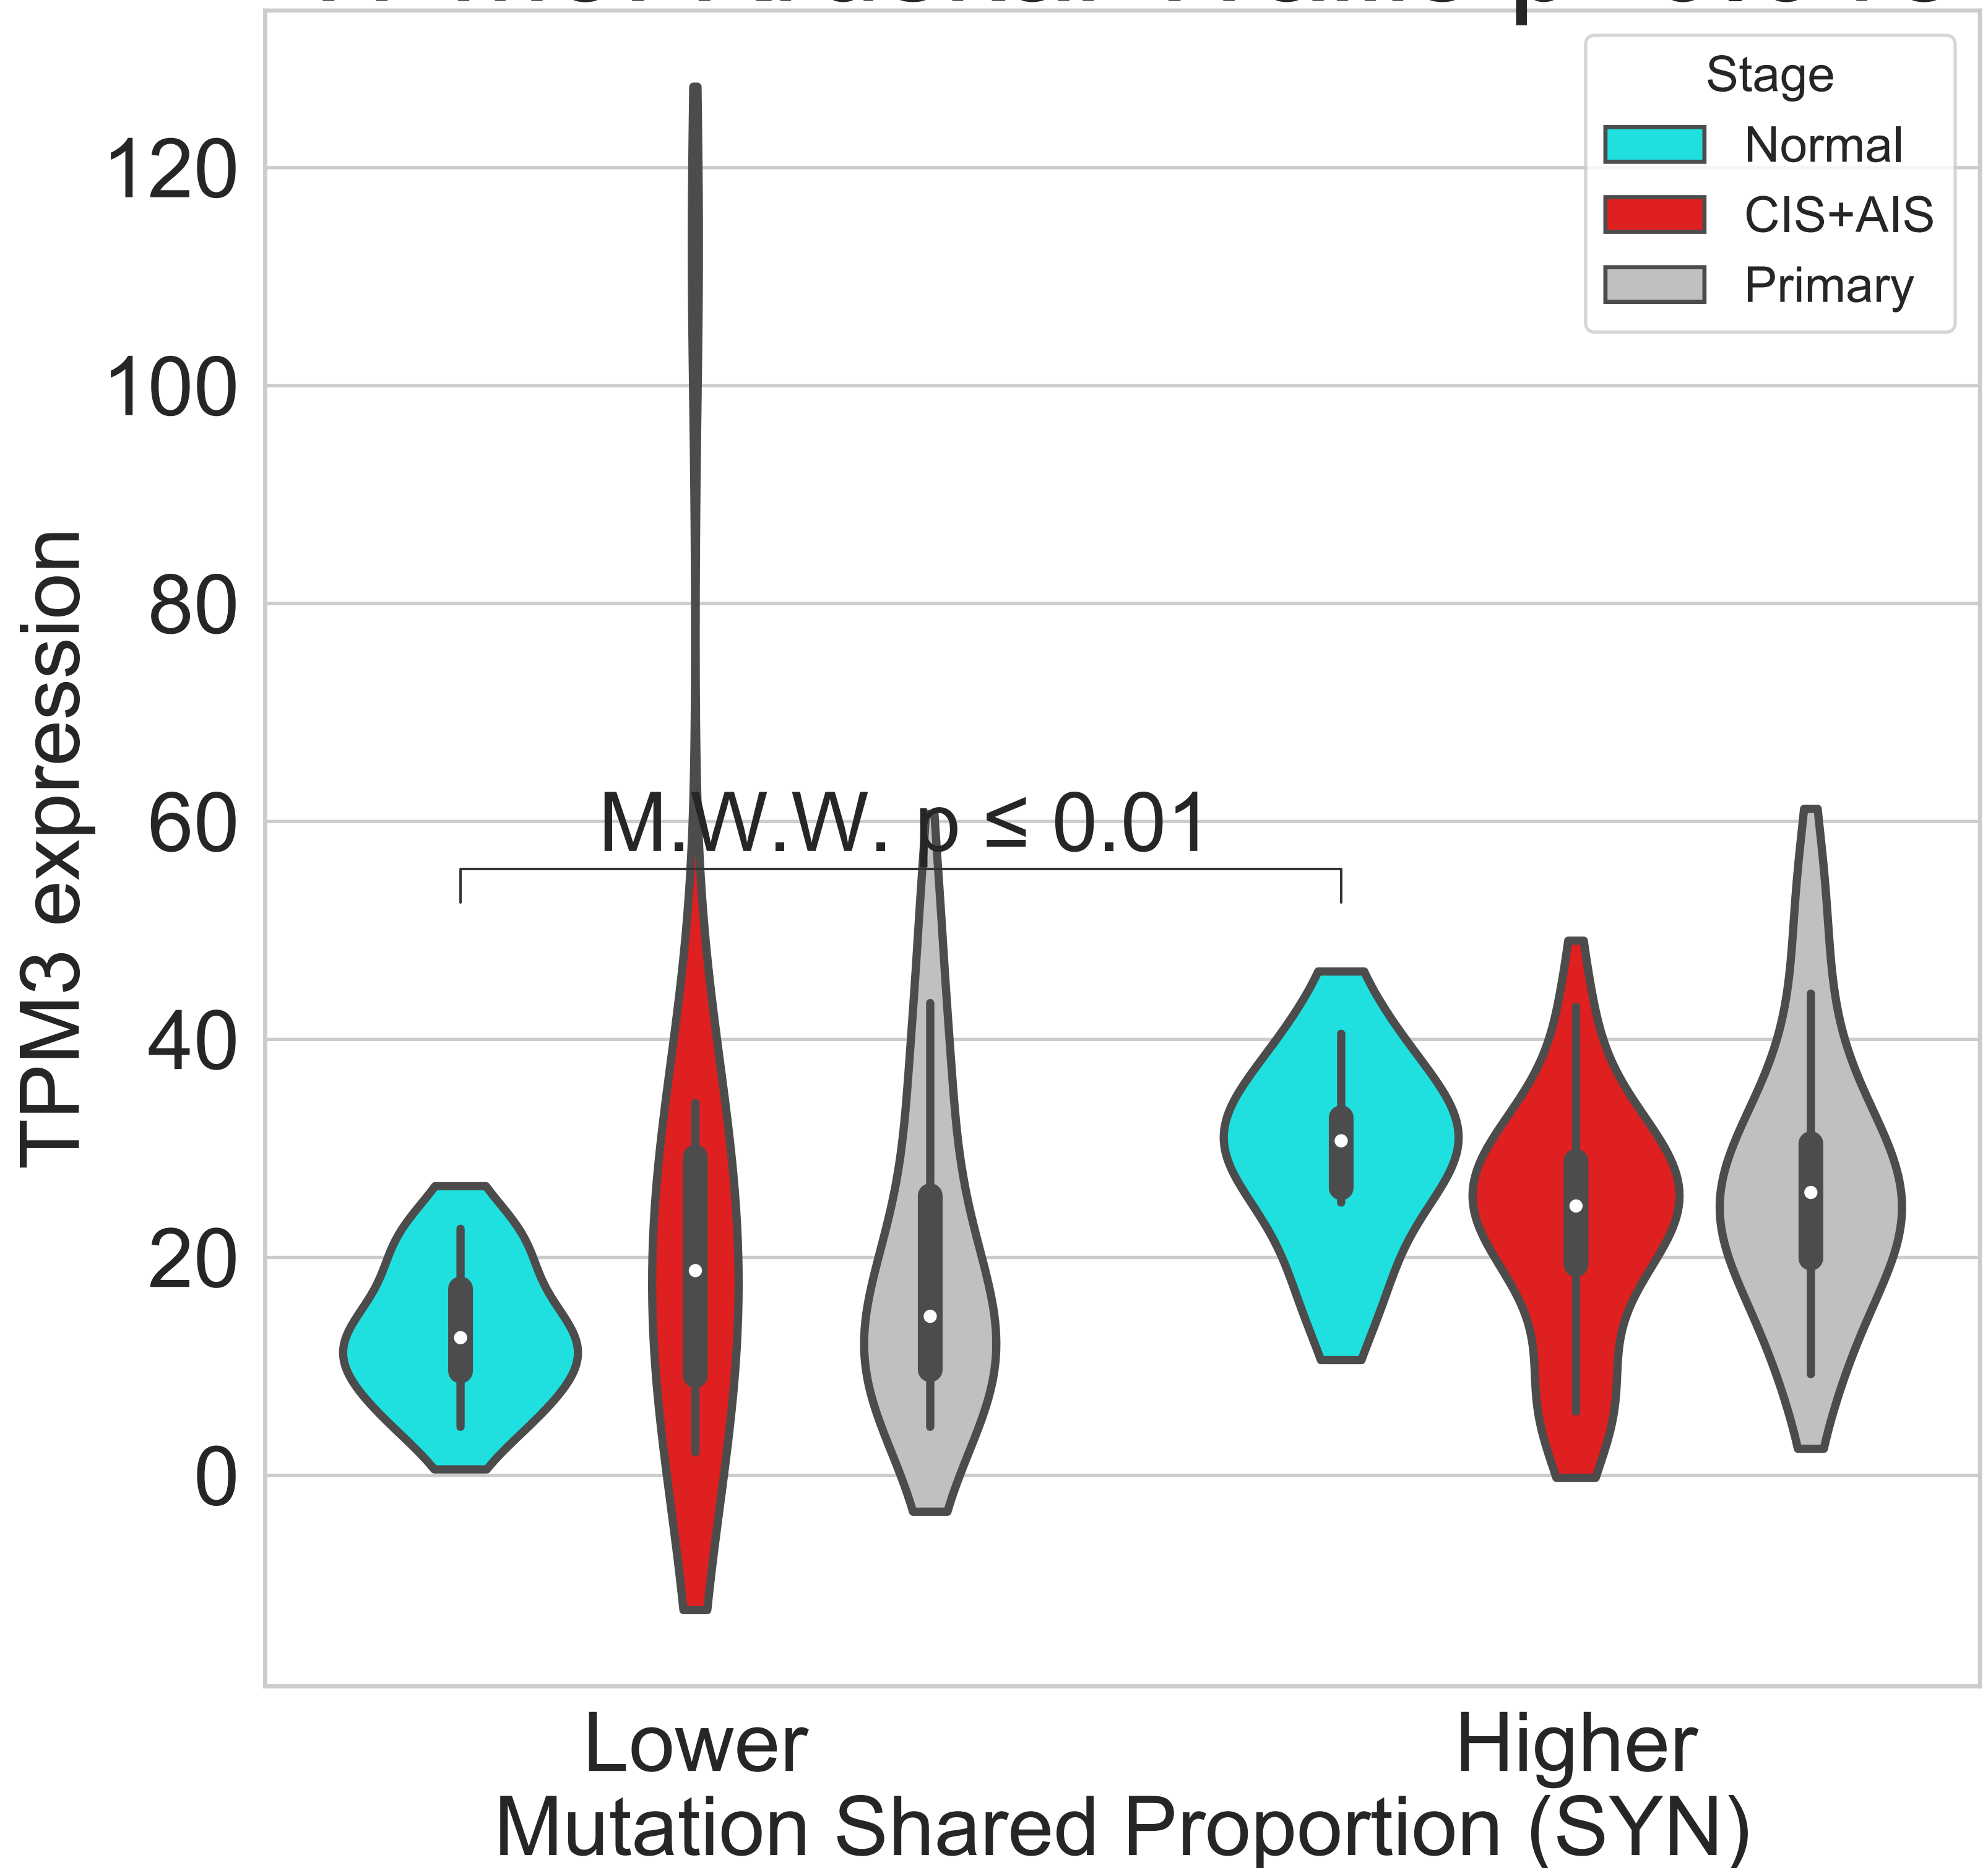 Stage
Normal
CIS+AIS
Primary
120
100
80
60
40
20
0
TPM3 expression
M.W.W. p ≤ 0.01
Lower
Higher
Mutation Shared Proportion (SYN)